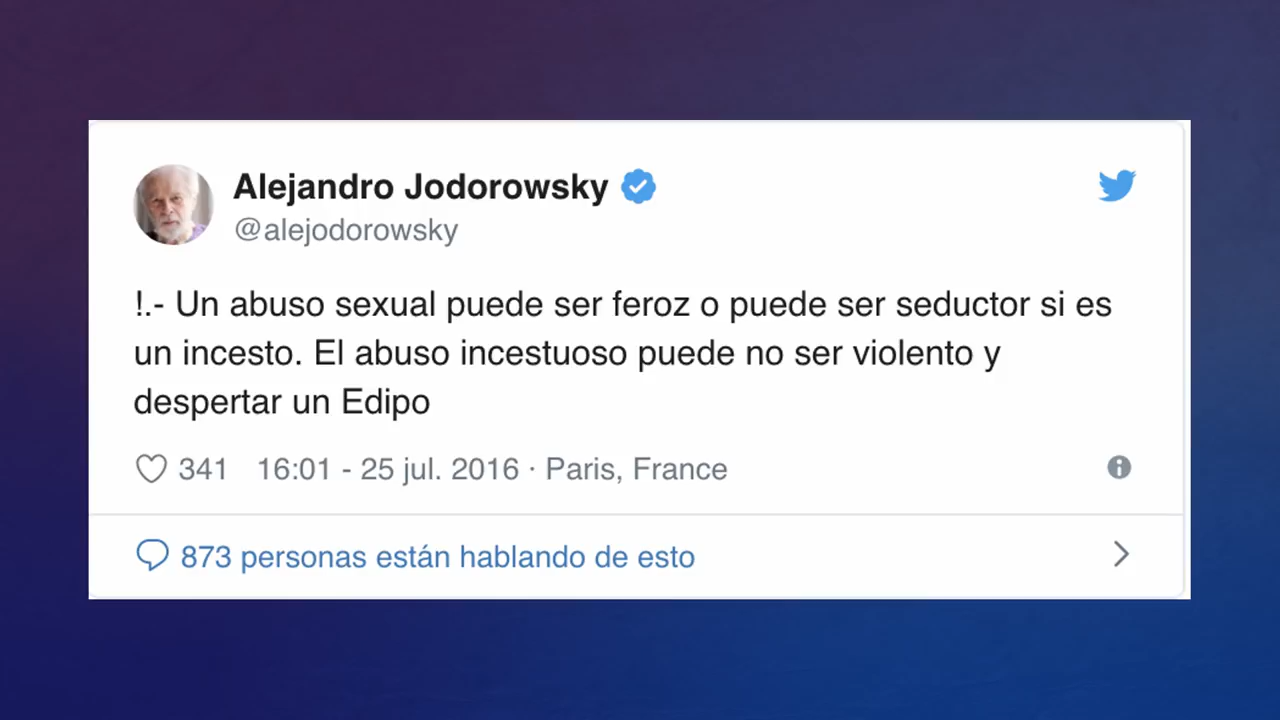 Alejandro Jodorowsky
@alejodorowsky
!.- Un abuso sexual puede ser feroz o puede ser seductor si es
un incesto. El abuso incestuoso puede no ser violento y
despertar un Edipo
341 16:01 - 25 jul. 2016 · Paris, France
873 personas están hablando de esto